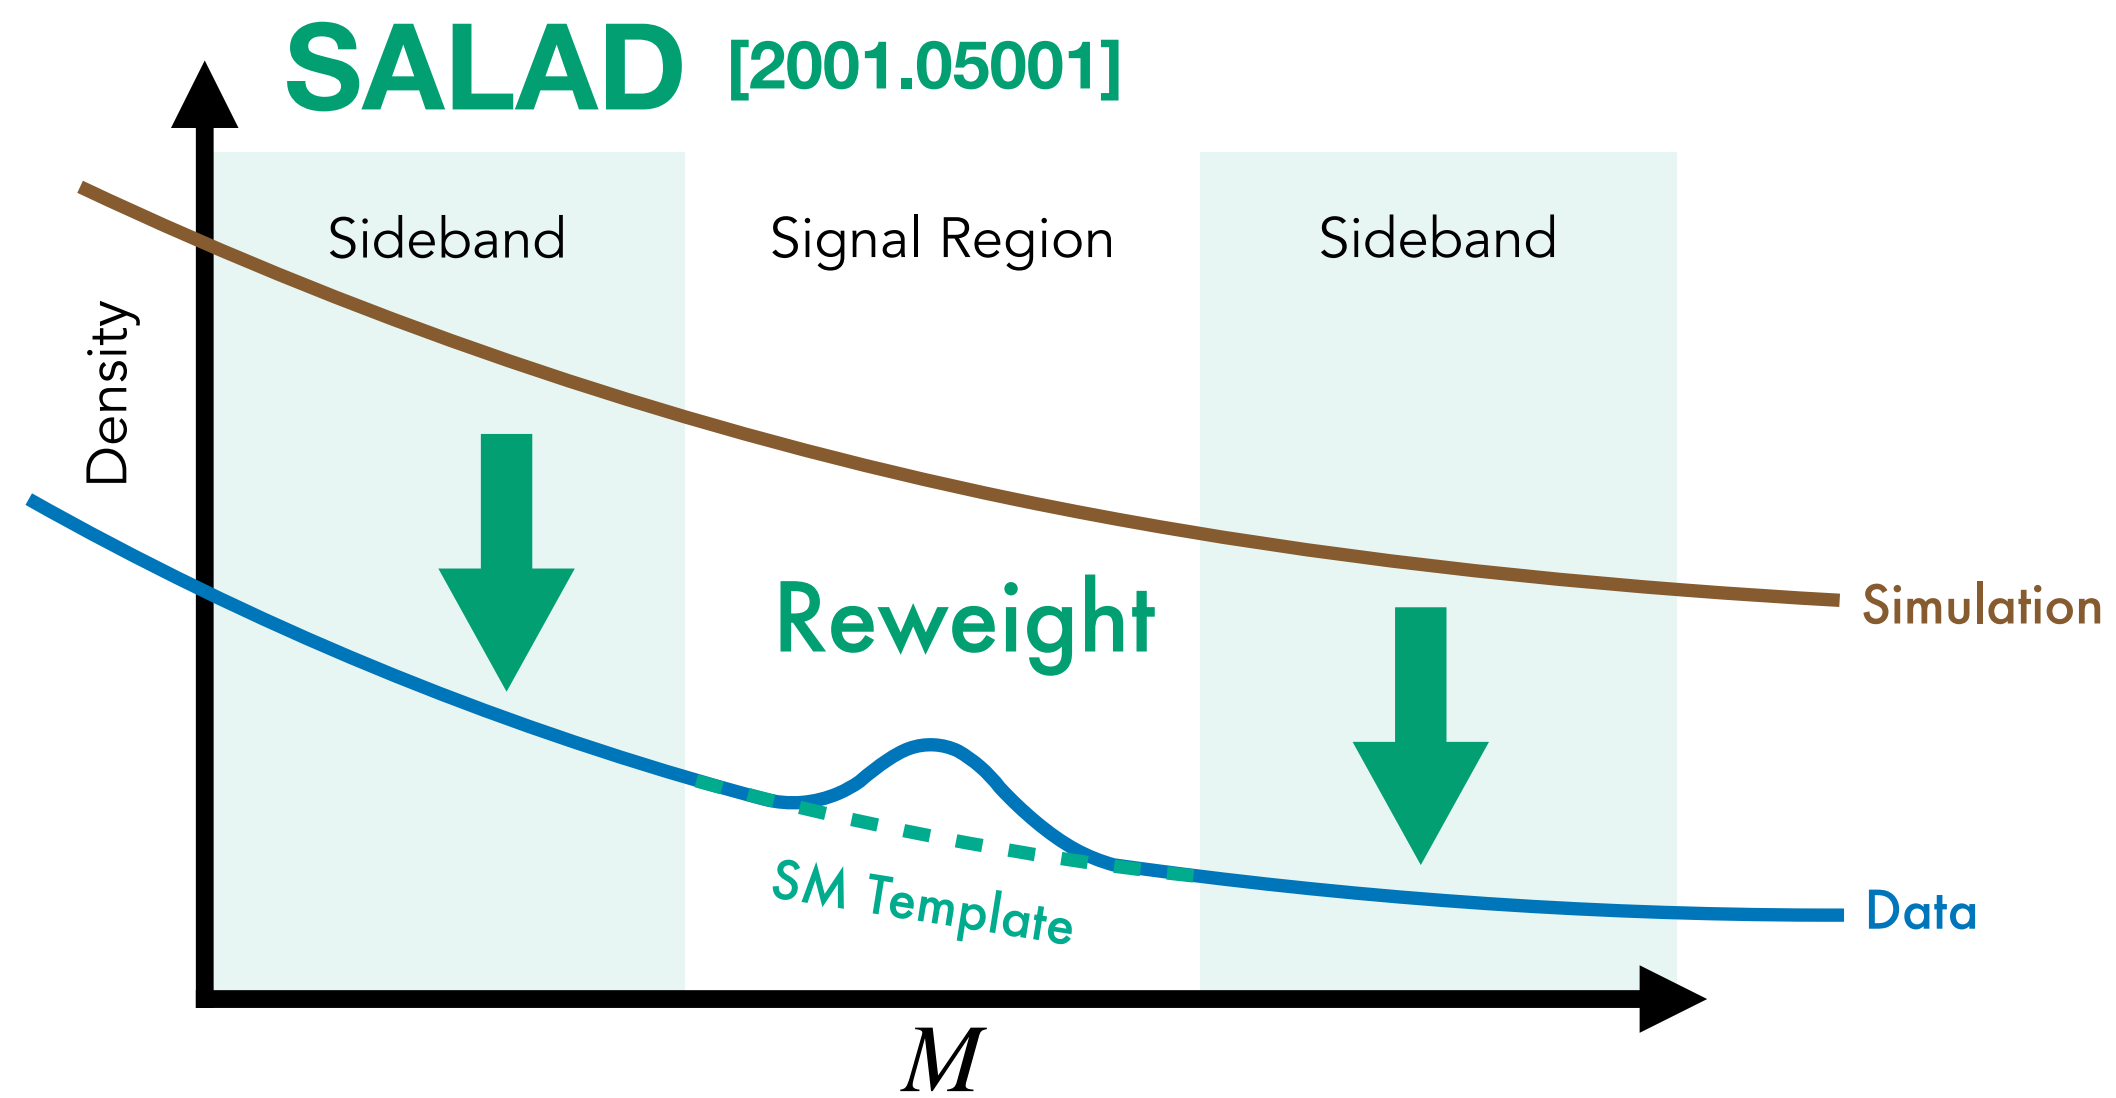 SALAD [2001.05001]
Sideband
Signal Region
Sideband
Density
Simulation
Reweight
SM Template
Data
M